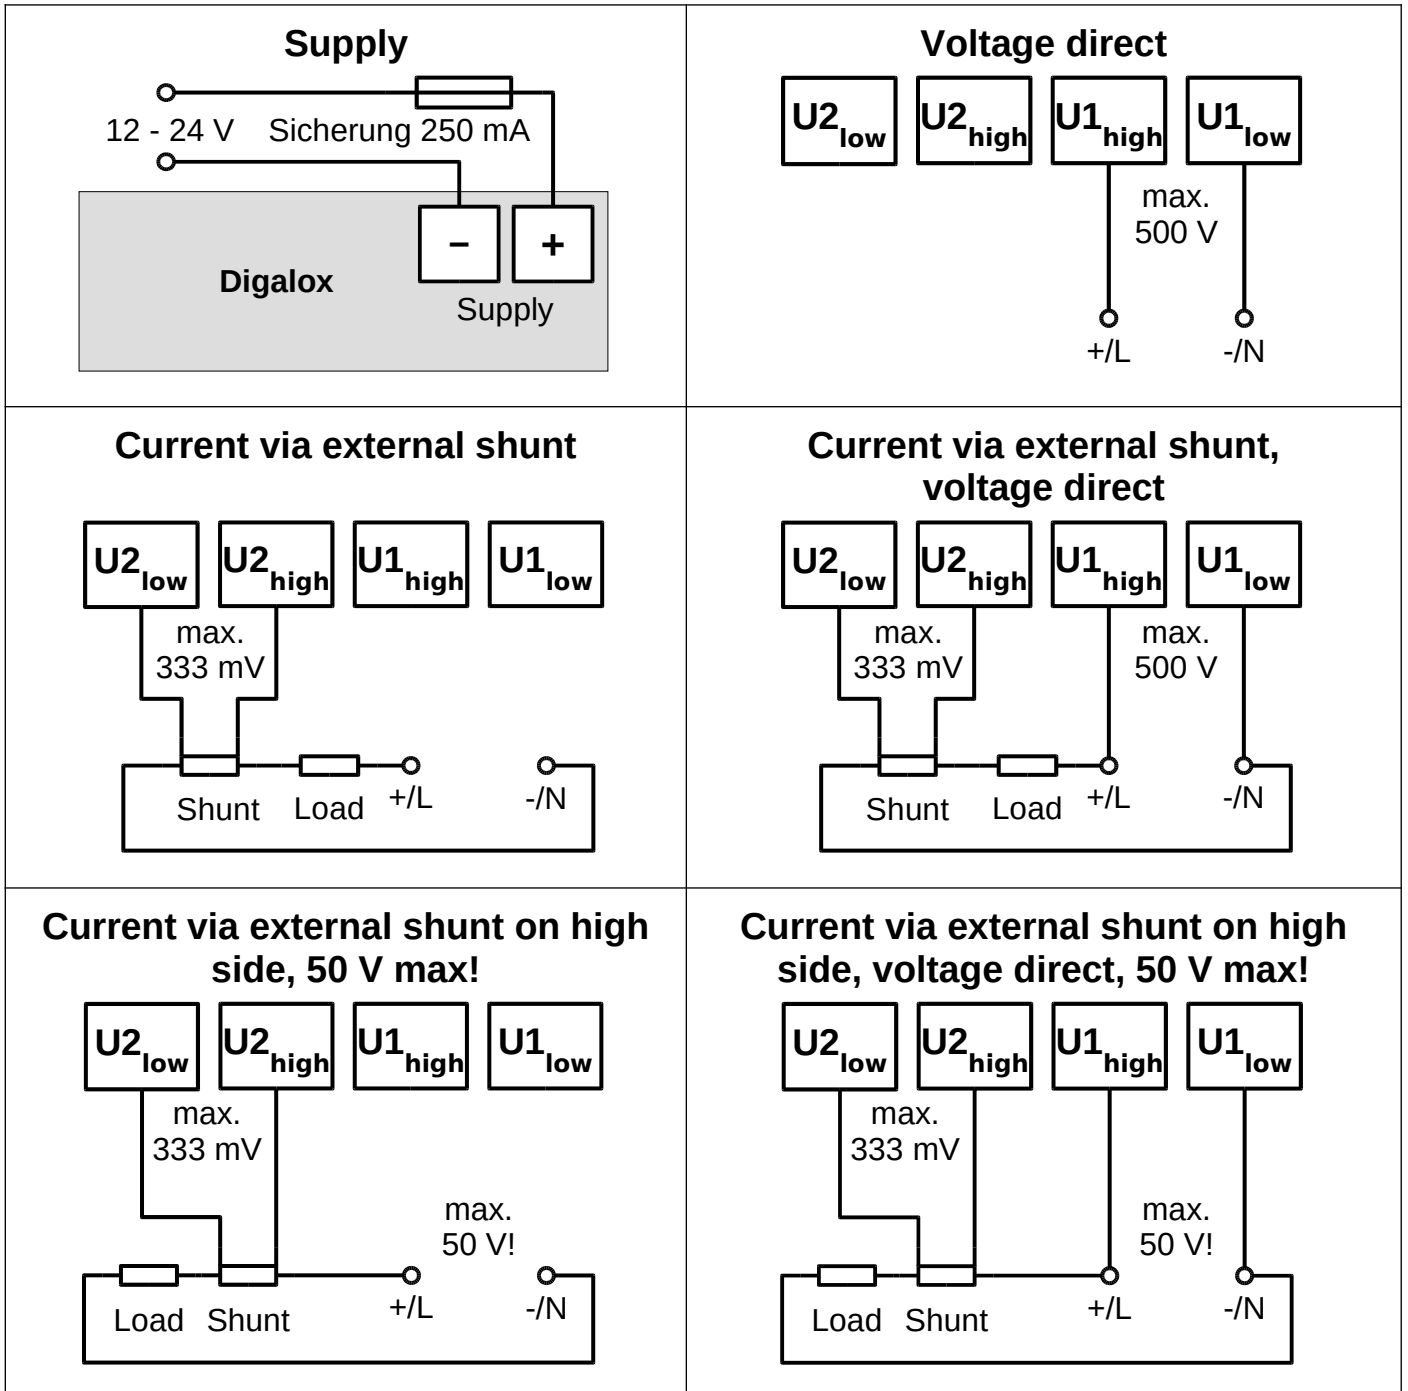 Supply
12 - 24 V Sicherung 250 mA
− +
Digalox
Supply
Voltage direct
U2low U2high U1high U1low
max.
500 V
+/L -/N
Current via external shunt
U2low U2high U1high U1low
max.
333 mV
Shunt Load +/L -/N
Current via external shunt,
voltage direct
U2low U2high U1high U1low
max. max.
333 mV 500 V
Shunt Load +/L -/N
Current via external shunt on high
side, 50 V max!
U2low U2high U1high U1low
max.
333 mV
max.
50 V!
Load Shunt +/L -/N
Current via external shunt on high
side, voltage direct, 50 V max!
U2low U2high U1high U1low
max.
333 mV
max.
50 V!
Load Shunt +/L -/N